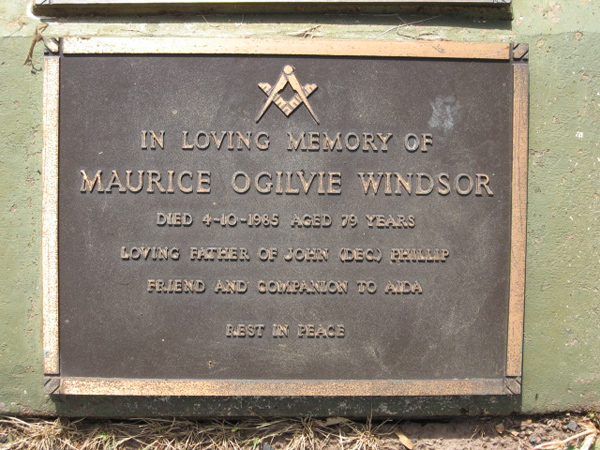 IN LOVING MEMORY OF
MAURICE OGILVIE WINDSOR
DIED 4-10-1985 AGED 79 YEARS
LOVING FATHER OF JOHN (DEC.) PHILLIP
FRIEND AND COMPANION TO AIDA
REST IN PEACE